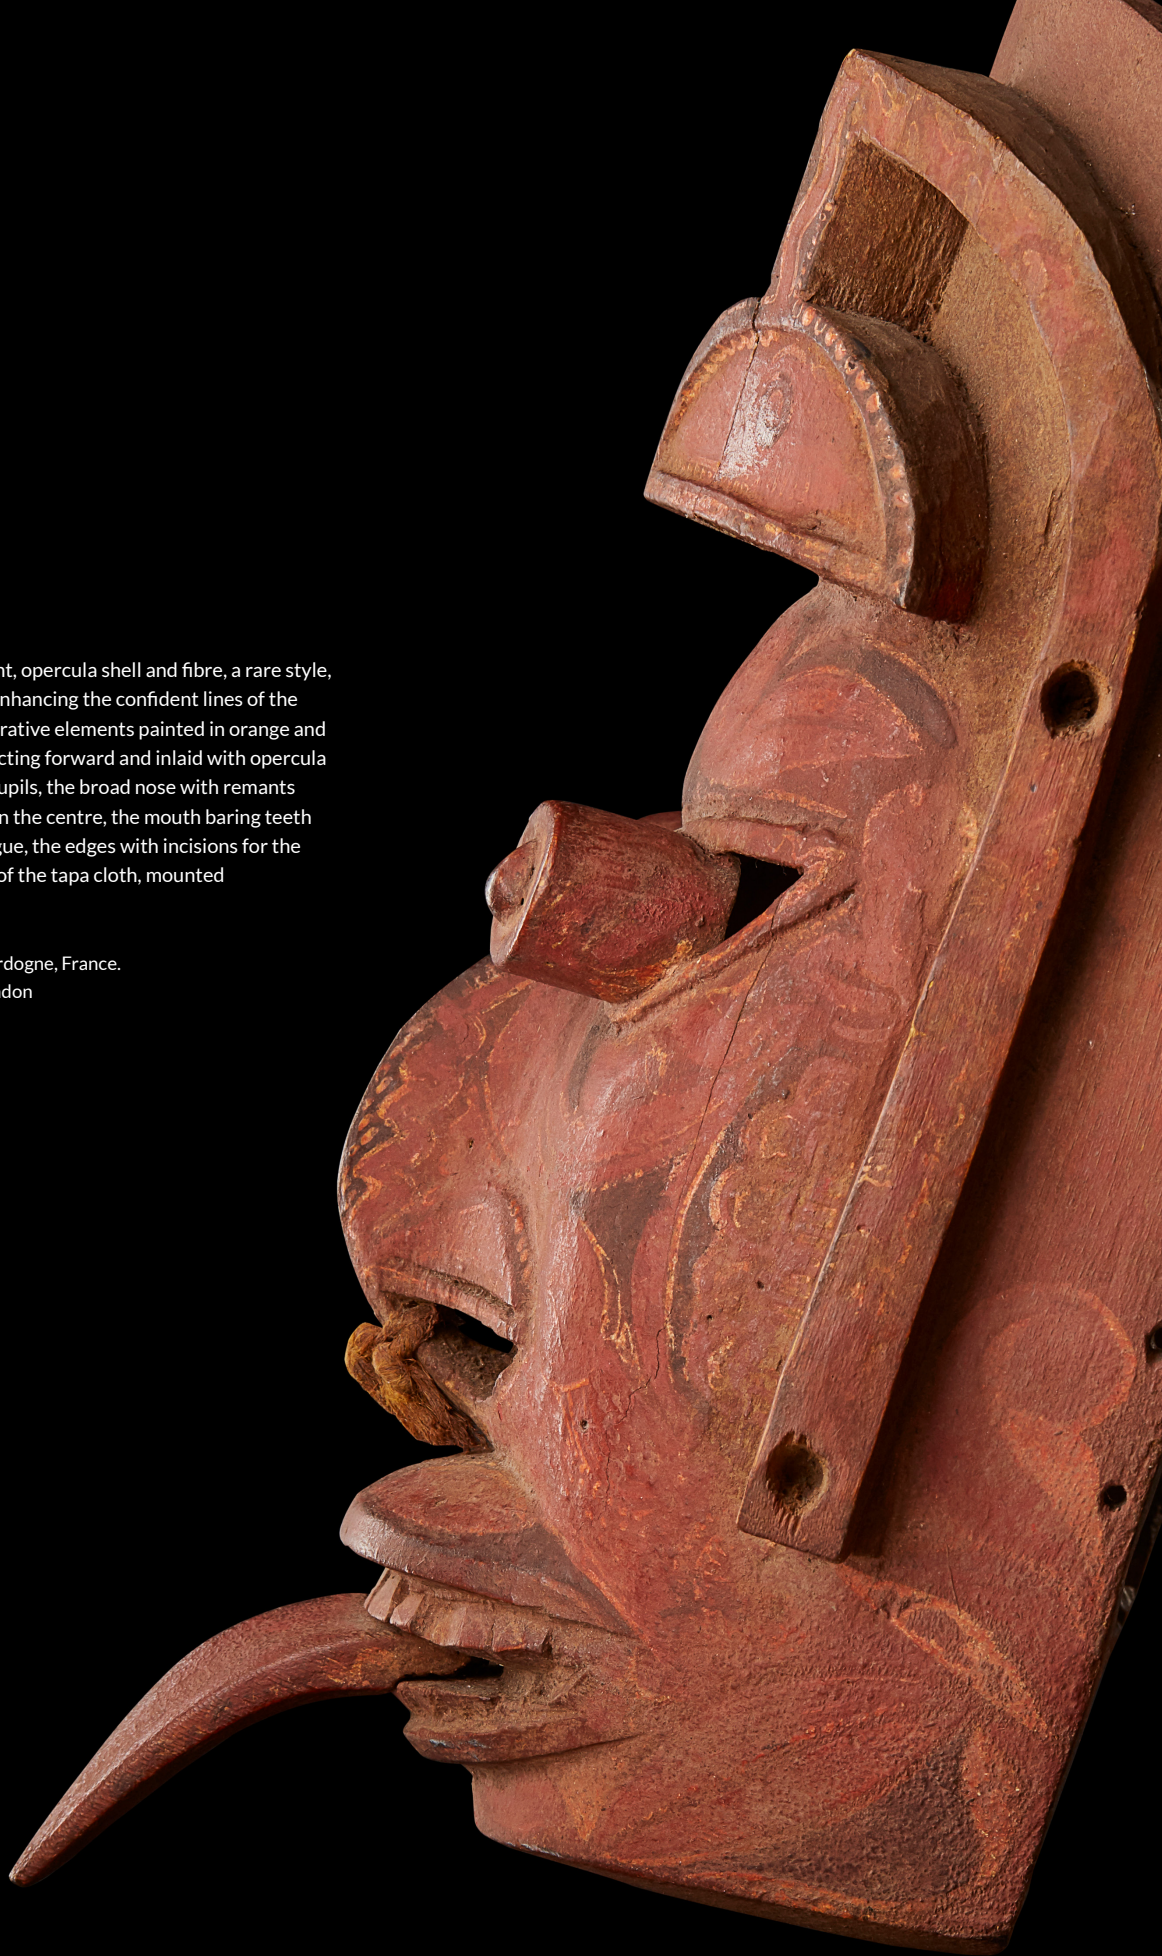 nt, opercula shell and fibre, a rare style,
nhancing the confident lines of the
rative elements painted in orange and
cting forward and inlaid with opercula
upils, the broad nose with remants
n the centre, the mouth baring teeth
gue, the edges with incisions for the
of the tapa cloth, mounted
rdogne, France.
ndon